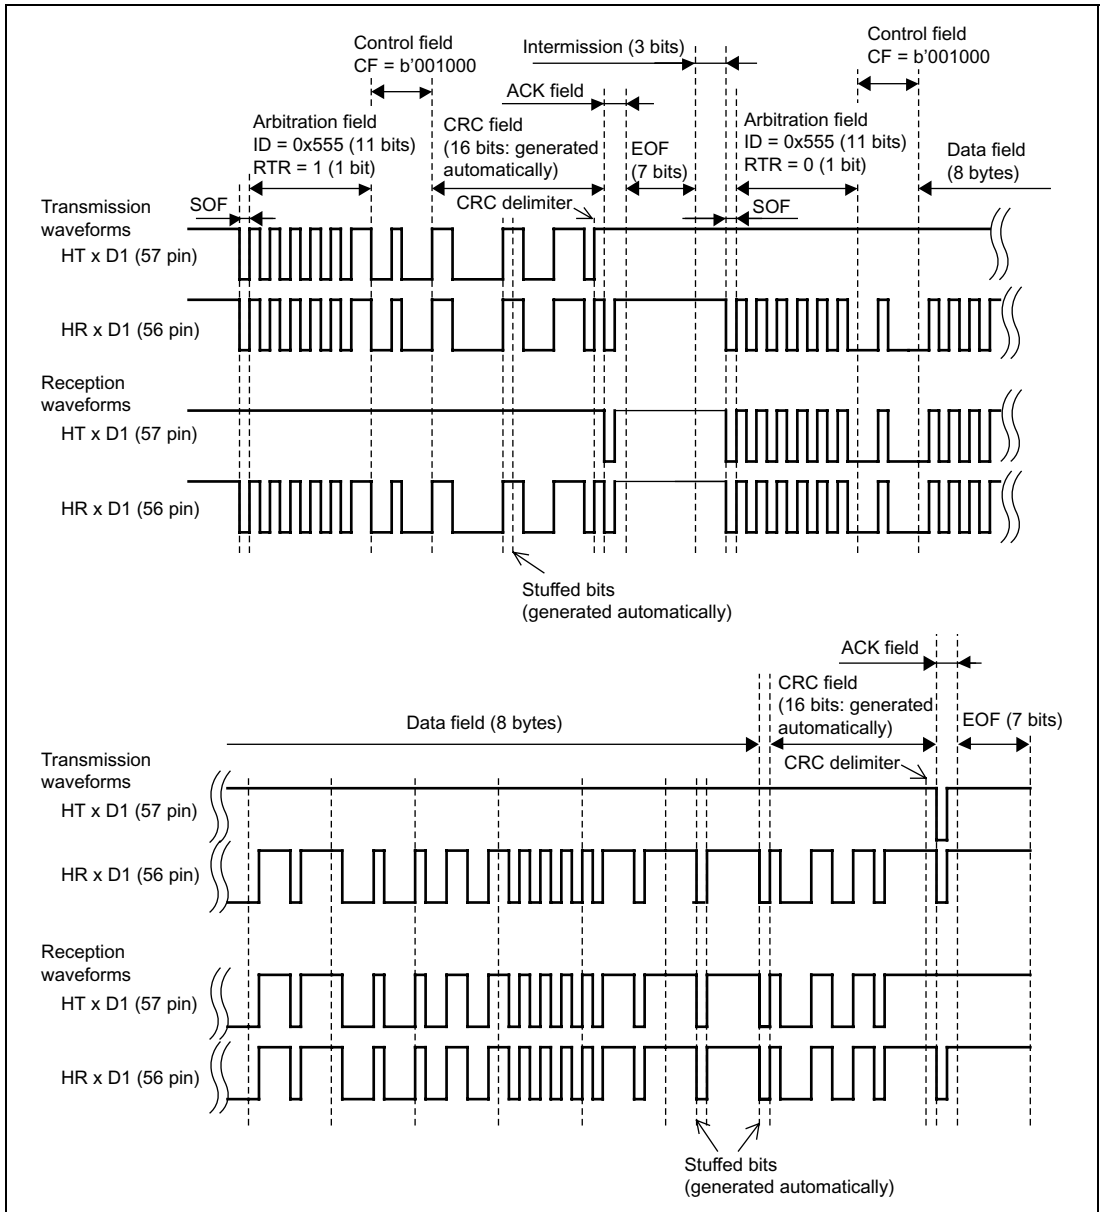 Control field
CF = b'001000
Intermission (3 bits)
Control field
CF = b'001000
ACK field
Arbitration field
ID = 0x555 (11 bits)
RTR = 1 (1 bit)
CRC field
(16 bits: generated
automatically)
EOF
(7 bits)
Arbitration field
ID = 0x555 (11 bits)
RTR = 0 (1 bit)
Data field
(8 bytes)
Transmission
waveforms
SOF
CRC delimiter
SOF
HT x D1 (57 pin)
HR x D1 (56 pin)
Reception
waveforms
HT x D1 (57 pin)
HR x D1 (56 pin)
Stuffed bits
(generated automatically)
ACK field
CRC field
(16 bits: generated
automatically)
Data field (8 bytes)
EOF (7 bits)
Transmission
waveforms
CRC delimiter
HT x D1 (57 pin)
HR x D1 (56 pin)
Reception
waveforms
HT x D1 (57 pin)
HR x D1 (56 pin)
Stuffed bits
(generated automatically)